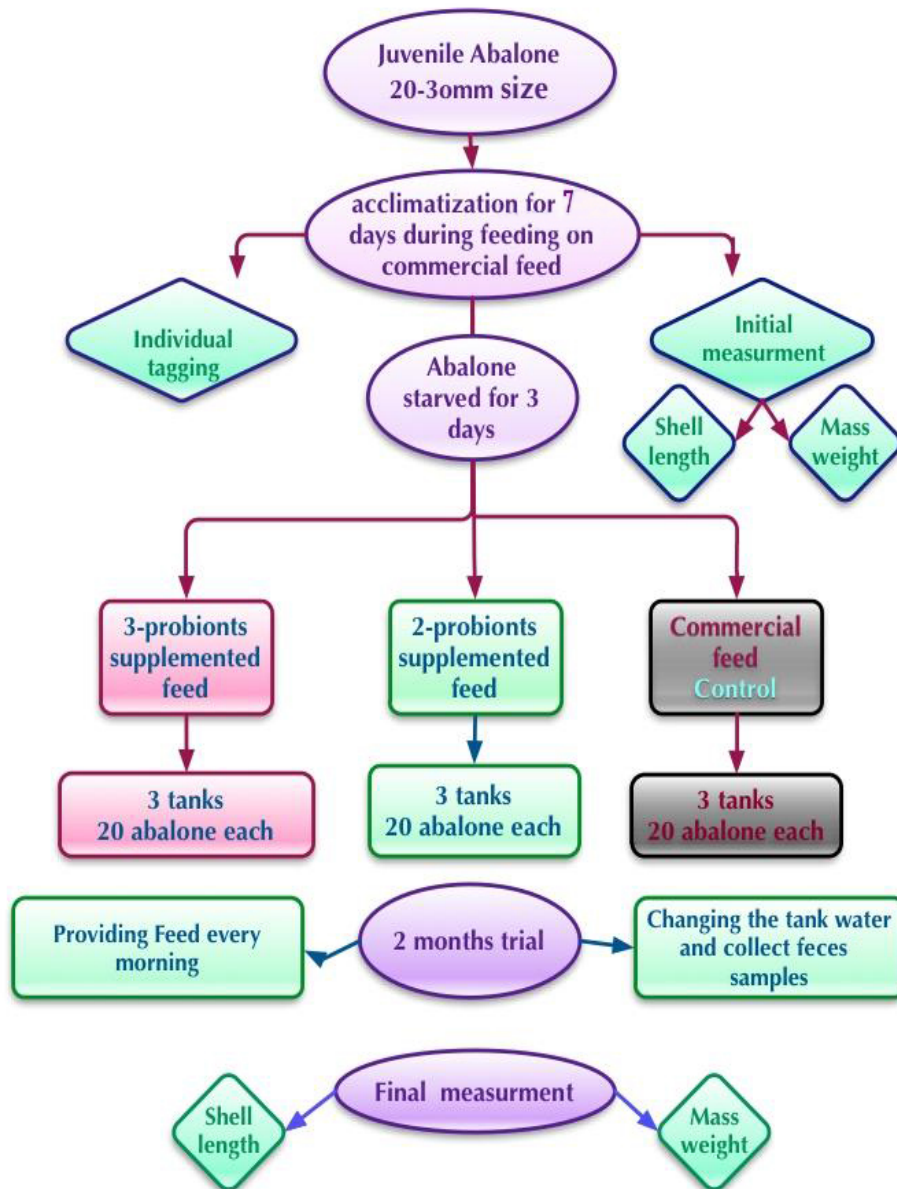 Juvenile Abalone
20-3omm size
acclimatization for 7
days during feeding on
commercial feed
Individual
tagging
Initial
measurment
Abalone
starved for 3
days
Shell
length
Mass
weight
3-probionts
supplemented
feed
2-probionts
supplemented
feed
Commercial
feed
Control
3 tanks
20 abalone each
3 tanks
20 abalone each
3 tanks
20 abalone each
Providing Feed every
morning
2 months trial
Changing the tank water
and collect feces
samples
Final measurment
Shell
length
Mass
weight